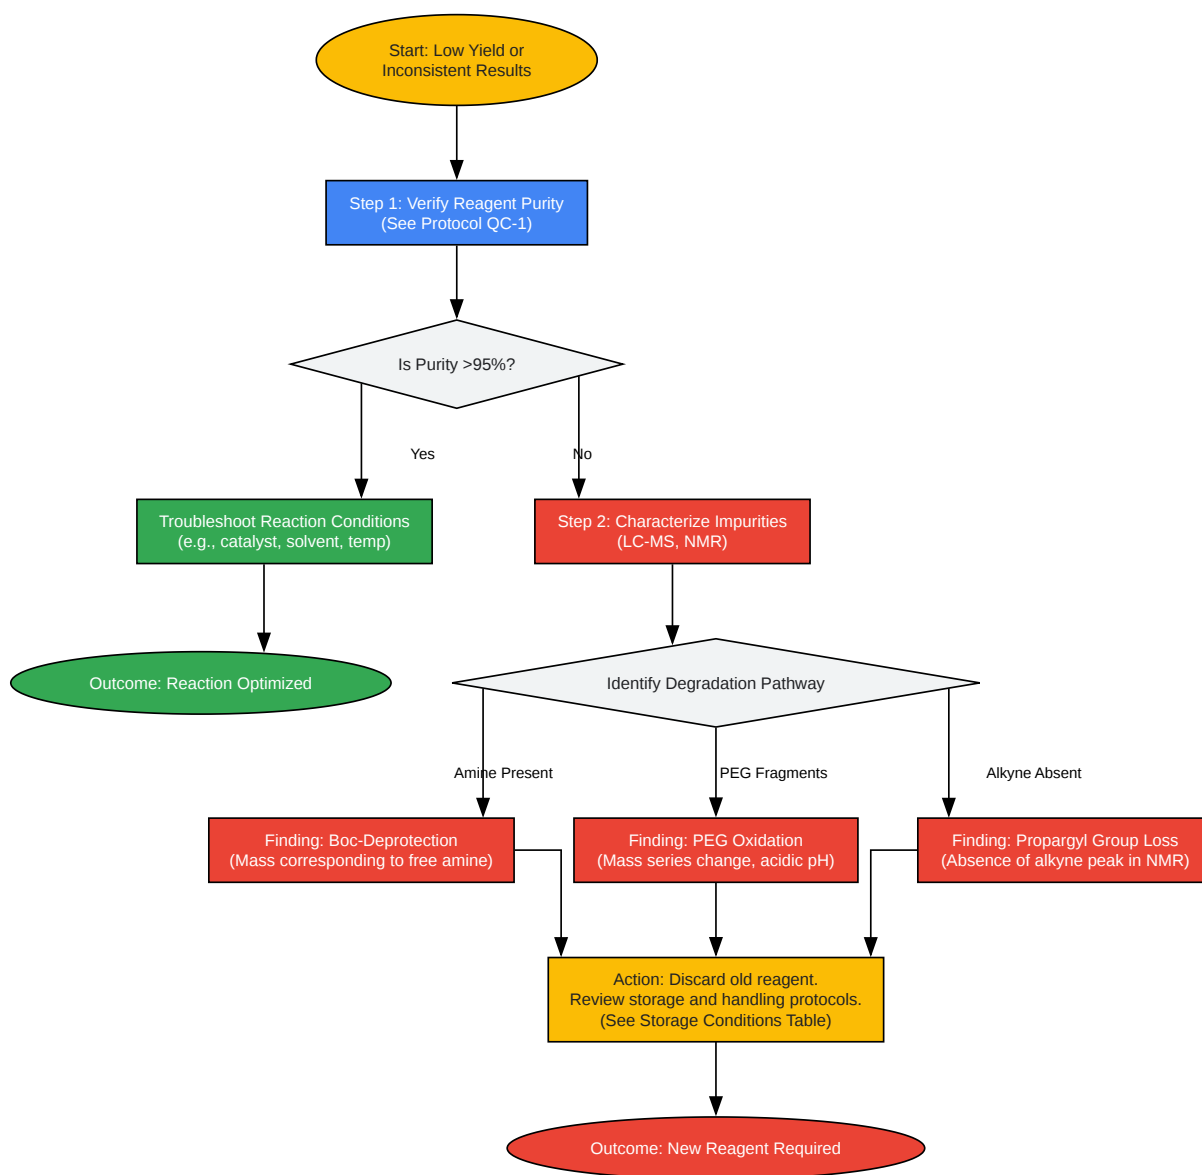 Start: Low Yield or
Inconsistent Results
Step 1: Verify Reagent Purity
(See Protocol QC-1)
Is Purity >95%?
Yes
No
Troubleshoot Reaction Conditions
(e.g., catalyst, solvent, temp)
Step 2: Characterize Impurities
(LC-MS, NMR)
Outcome: Reaction Optimized
Identify Degradation Pathway
Amine Present
PEG Fragments
Alkyne Absent
Finding: Boc-Deprotection
(Mass corresponding to free amine)
Finding: PEG Oxidation
(Mass series change, acidic pH)
Finding: Propargyl Group Loss
(Absence of alkyne peak in NMR)
Action: Discard old reagent.
Review storage and handling protocols.
(See Storage Conditions Table)
Outcome: New Reagent Required